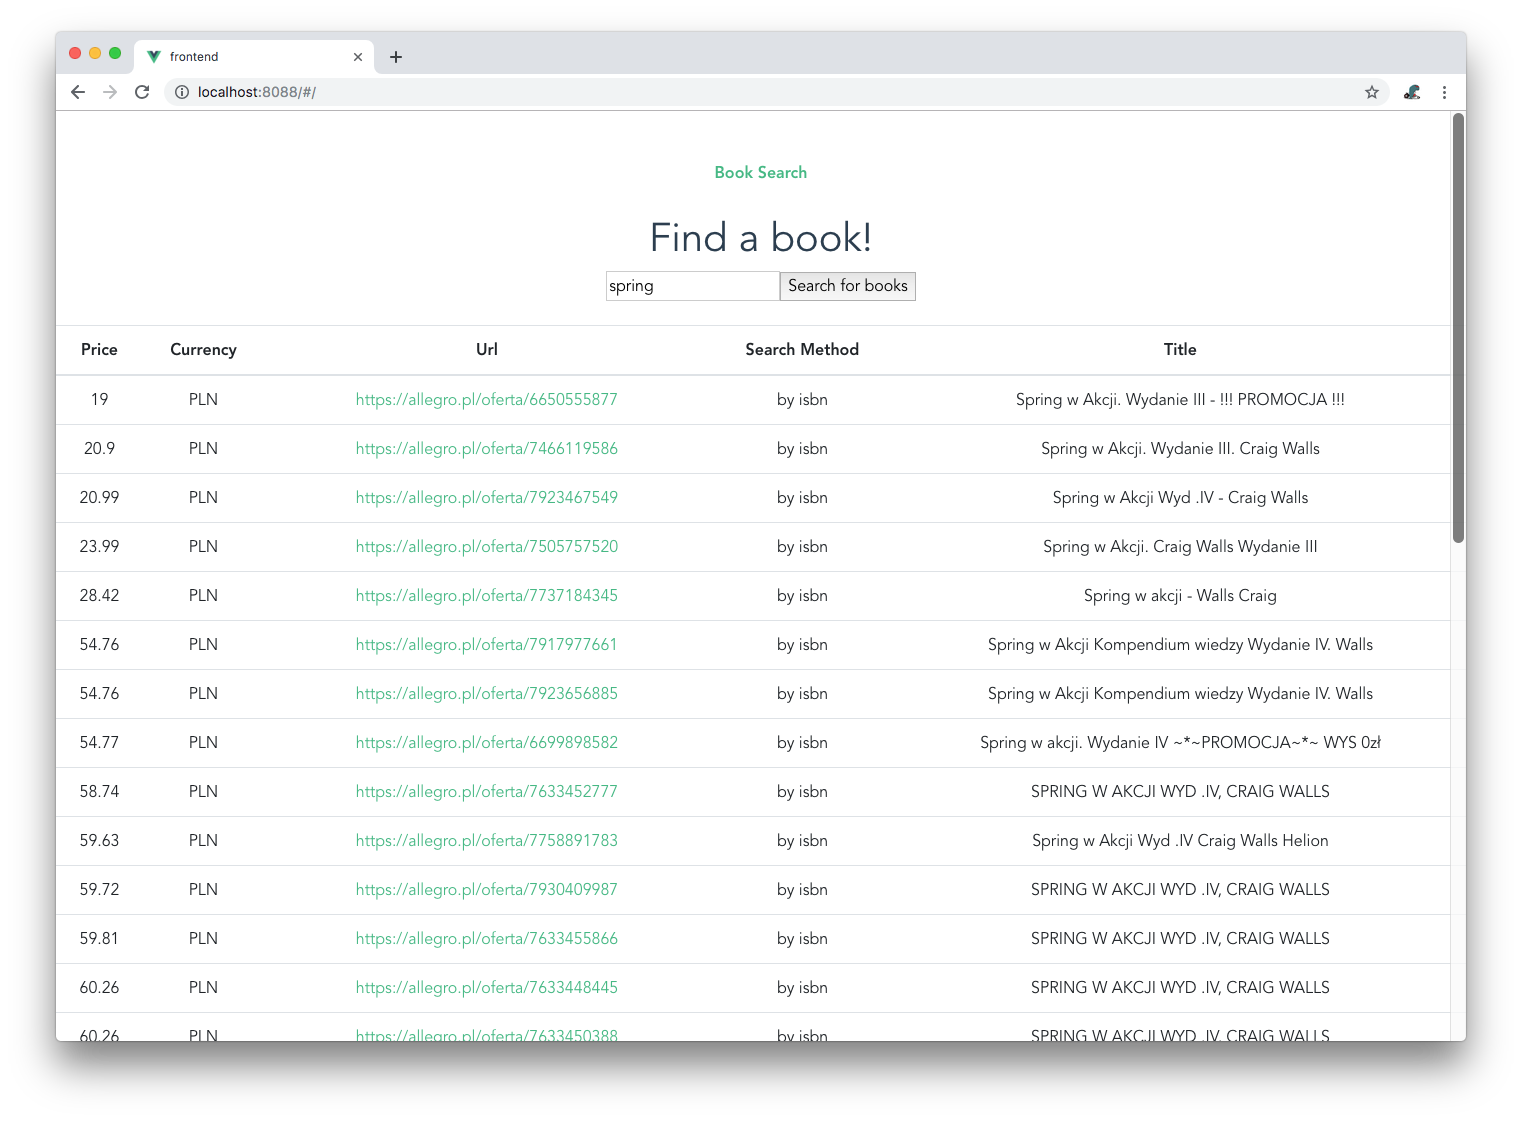 frontend
localhost:8088/#/
Book Search
Find a book!
spring Search for books
Price Currency Url Search Method Title
19 PLN https://allegro.pl/oferta/6650555877 by isbn Spring w Akcji. Wydanie III - !!! PROMOCJA !!!
20.9 PLN https://allegro.pl/oferta/7466119586 by isbn Spring w Akcji. Wydanie III. Craig Walls
20.99 PLN https://allegro.pl/oferta/7923467549 by isbn Spring w Akcji Wyd .IV - Craig Walls
23.99 PLN https://allegro.pl/oferta/7505757520 by isbn Spring w Akcji. Craig Walls Wydanie III
28.42 PLN https://allegro.pl/oferta/7737184345 by isbn Spring w akcji - Walls Craig
54.76 PLN https://allegro.pl/oferta/7917977661 by isbn Spring w Akcji Kompendium wiedzy Wydanie IV. Walls
54.76 PLN https://allegro.pl/oferta/7923656885 by isbn Spring w Akcji Kompendium wiedzy Wydanie IV. Walls
54.77 PLN https://allegro.pl/oferta/6699898582 by isbn Spring w akcji. Wydanie IV ~*~PROMOCJA~*~ WYS 0zł
58.74 PLN https://allegro.pl/oferta/7633452777 by isbn SPRING W AKCJI WYD .IV, CRAIG WALLS
59.63 PLN https://allegro.pl/oferta/7758891783 by isbn Spring w Akcji Wyd .IV Craig Walls Helion
59.72 PLN https://allegro.pl/oferta/7930409987 by isbn SPRING W AKCJI WYD .IV, CRAIG WALLS
59.81 PLN https://allegro.pl/oferta/7633455866 by isbn SPRING W AKCJI WYD .IV, CRAIG WALLS
60.26 PLN https://allegro.pl/oferta/7633448445 by isbn SPRING W AKCJI WYD .IV, CRAIG WALLS
60.26 PLN https://allegro.pl/oferta/7633450388 by isbn SPRING W AKCJI WYD .IV, CRAIG WALLS